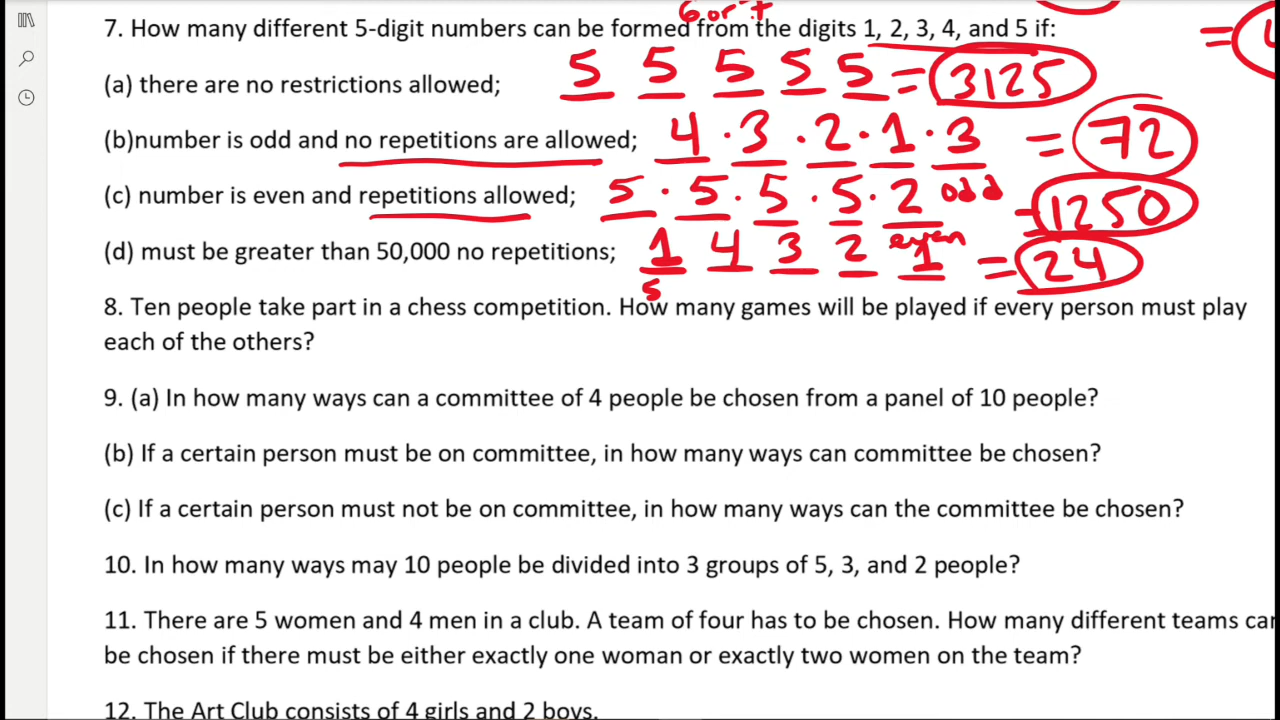 6 or 7
7. How many different 5-digit numbers can be formed from the digits 1, 2, 3, 4, and 5 if: =
(a) there are no restrictions allowed; 5 5 5 5 5 = 3125
(b)number is odd and no repetitions are allowed; 4 · 3 · 2 · 1 · 3 = 72
(c) number is even and repetitions allowed; 5 · 5 · 5 · 5 · 2 odd = 1250
even
(d) must be greater than 50,000 no repetitions; 1 4 3 2 1 = 24
5
8. Ten people take part in a chess competition. How many games will be played if every person must play
each of the others?
9. (a) In how many ways can a committee of 4 people be chosen from a panel of 10 people?
(b) If a certain person must be on committee, in how many ways can committee be chosen?
(c) If a certain person must not be on committee, in how many ways can the committee be chosen?
10. In how many ways may 10 people be divided into 3 groups of 5, 3, and 2 people?
11. There are 5 women and 4 men in a club. A team of four has to be chosen. How many different teams can
be chosen if there must be either exactly one woman or exactly two women on the team?
12. The Art Club consists of 4 girls and 2 boys.